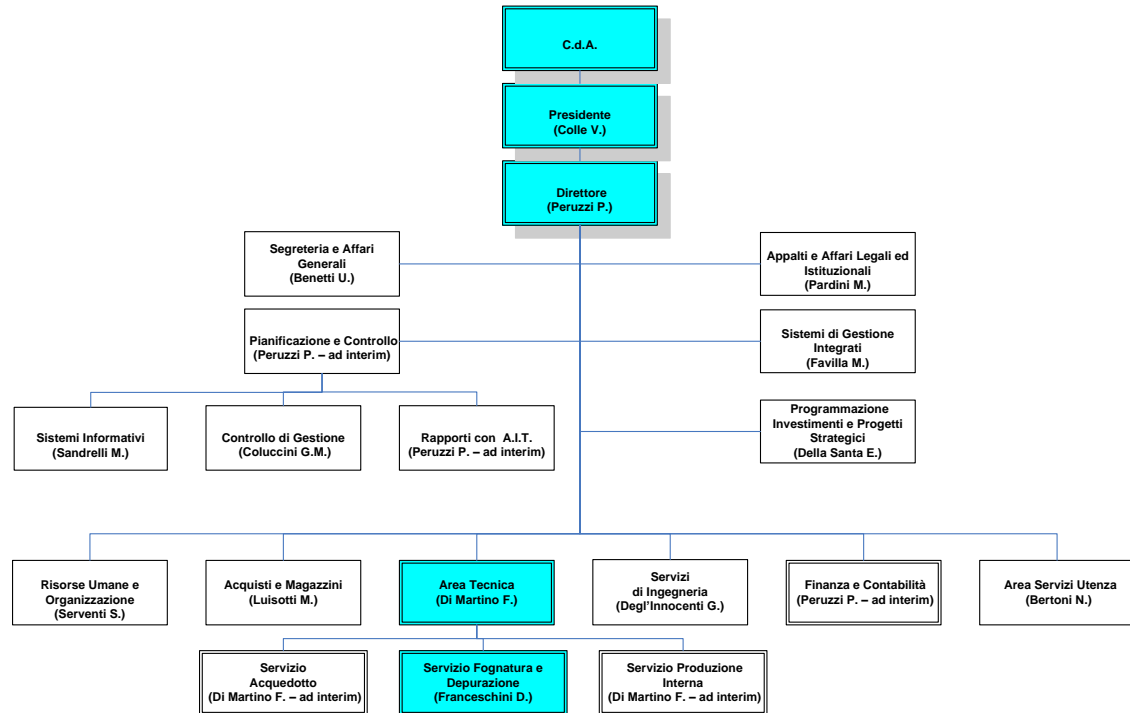 C.d.A.
Presidente
(Colle V.)
Direttore
(Peruzzi P.)
Segreteria e Affari
Generali
(Benetti U.)
Appalti e Affari Legali ed
Istituzionali
(Pardini M.)
Pianificazione e Controllo
(Peruzzi P. – ad interim)
Sistemi di Gestione
Integrati
(Favilla M.)
Sistemi Informativi
(Sandrelli M.)
Controllo di Gestione
(Coluccini G.M.)
Rapporti con A.I.T.
(Peruzzi P. – ad interim)
Programmazione
Investimenti e Progetti
Strategici
(Della Santa E.)
Risorse Umane e
Organizzazione
(Serventi S.)
Acquisti e Magazzini
(Luisotti M.)
Area Tecnica
(Di Martino F.)
Servizi
di Ingegneria
(Degl'Innocenti G.)
Finanza e Contabilità
(Peruzzi P. – ad interim)
Area Servizi Utenza
(Bertoni N.)
Servizio
Acquedotto
(Di Martino F. – ad interim)
Servizio Fognatura e
Depurazione
(Franceschini D.)
Servizio Produzione
Interna
(Di Martino F. – ad interim)